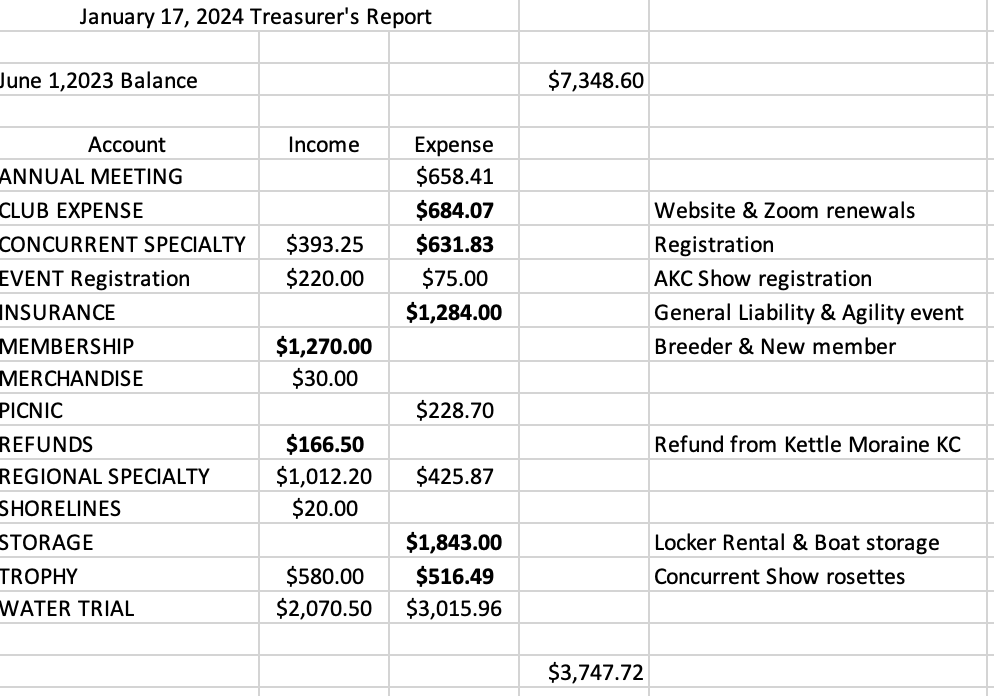 January 17, 2024 Treasurer's Report
June 1,2023 Balance $7,348.60
Account Income Expense
ANNUAL MEETING $658.41
CLUB EXPENSE $684.07 Website & Zoom renewals
CONCURRENT SPECIALTY $393.25 $631.83 Registration
EVENT Registration $220.00 $75.00 AKC Show registration
INSURANCE $1,284.00 General Liability & Agility event
MEMBERSHIP $1,270.00 Breeder & New member
MERCHANDISE $30.00
PICNIC $228.70
REFUNDS $166.50 Refund from Kettle Moraine KC
REGIONAL SPECIALTY $1,012.20 $425.87
SHORELINES $20.00
STORAGE $1,843.00 Locker Rental & Boat storage
TROPHY $580.00 $516.49 Concurrent Show rosettes
WATER TRIAL $2,070.50 $3,015.96
$3,747.72